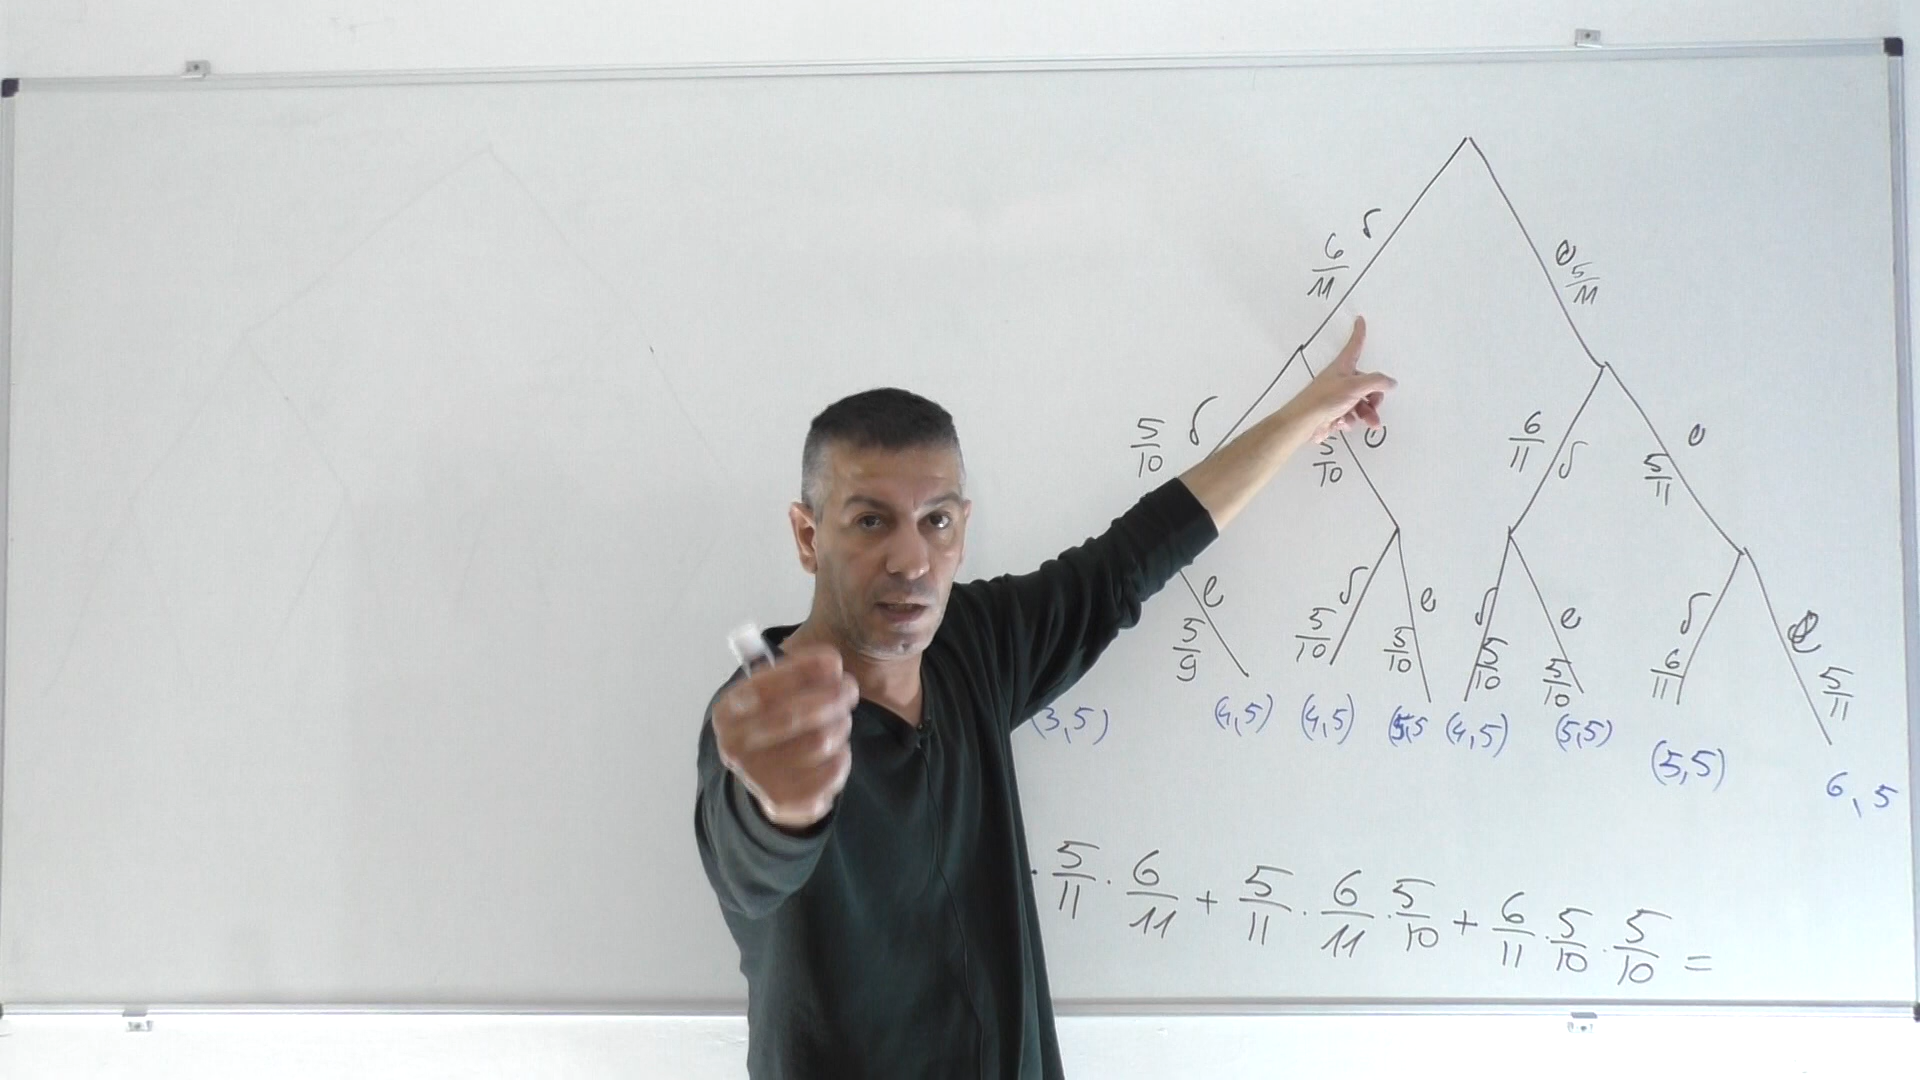 6/11 ס 5/11
5/10 ס 5/10 6/11 ס 5/11
5/9 5/10 5/10 5/10 5/10 6/11 5/11
(3,5) (4,5) (4,5) (5,5 (4,5) (5,5) (5,5) 6,5
· 5/11 · 6/11 + 5/11 · 6/11 · 5/10 + 6/11 · 5/10 · 5/10 =